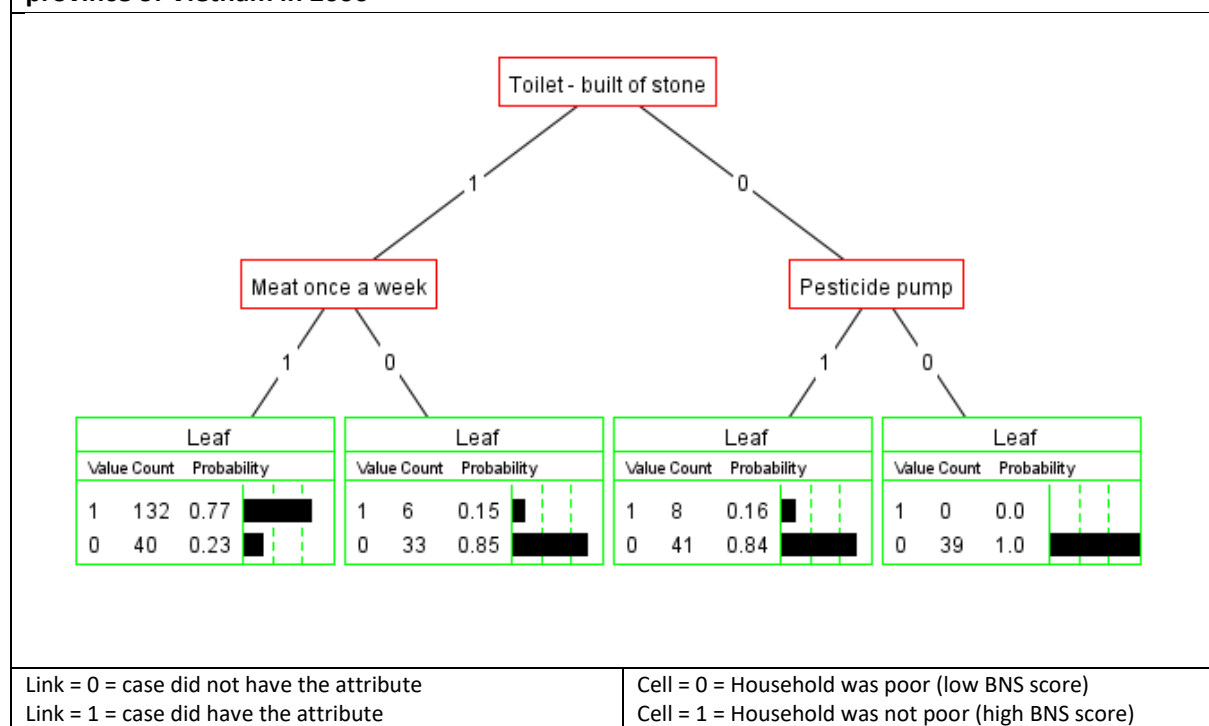 province of Vietnam in 2006
Toilet - built of stone
1
0
Meat once a week
Pesticide pump
1
0
1
0
Leaf
Leaf
Leaf
Leaf
Value Count Probability
Value Count Probability
Value Count Probability
Value Count Probability
1 132 0.77
1 6 0.15
1 8 0.16
1 0 0.0
0 40 0.23
0 33 0.85
0 41 0.84
0 39 1.0
Link = 0 = case did not have the attribute
Link = 1 = case did have the attribute
Cell = 0 = Household was poor (low BNS score)
Cell = 1 = Household was not poor (high BNS score)